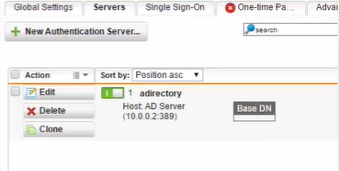 Global Settings Servers Single Sign-On One-time Pa... Advan
New Authentication Server...
search
Action Sort by: Position asc
Edit 1 adirectory
Host: AD Server Base DN
Delete (10.0.0.2:389)
Clone